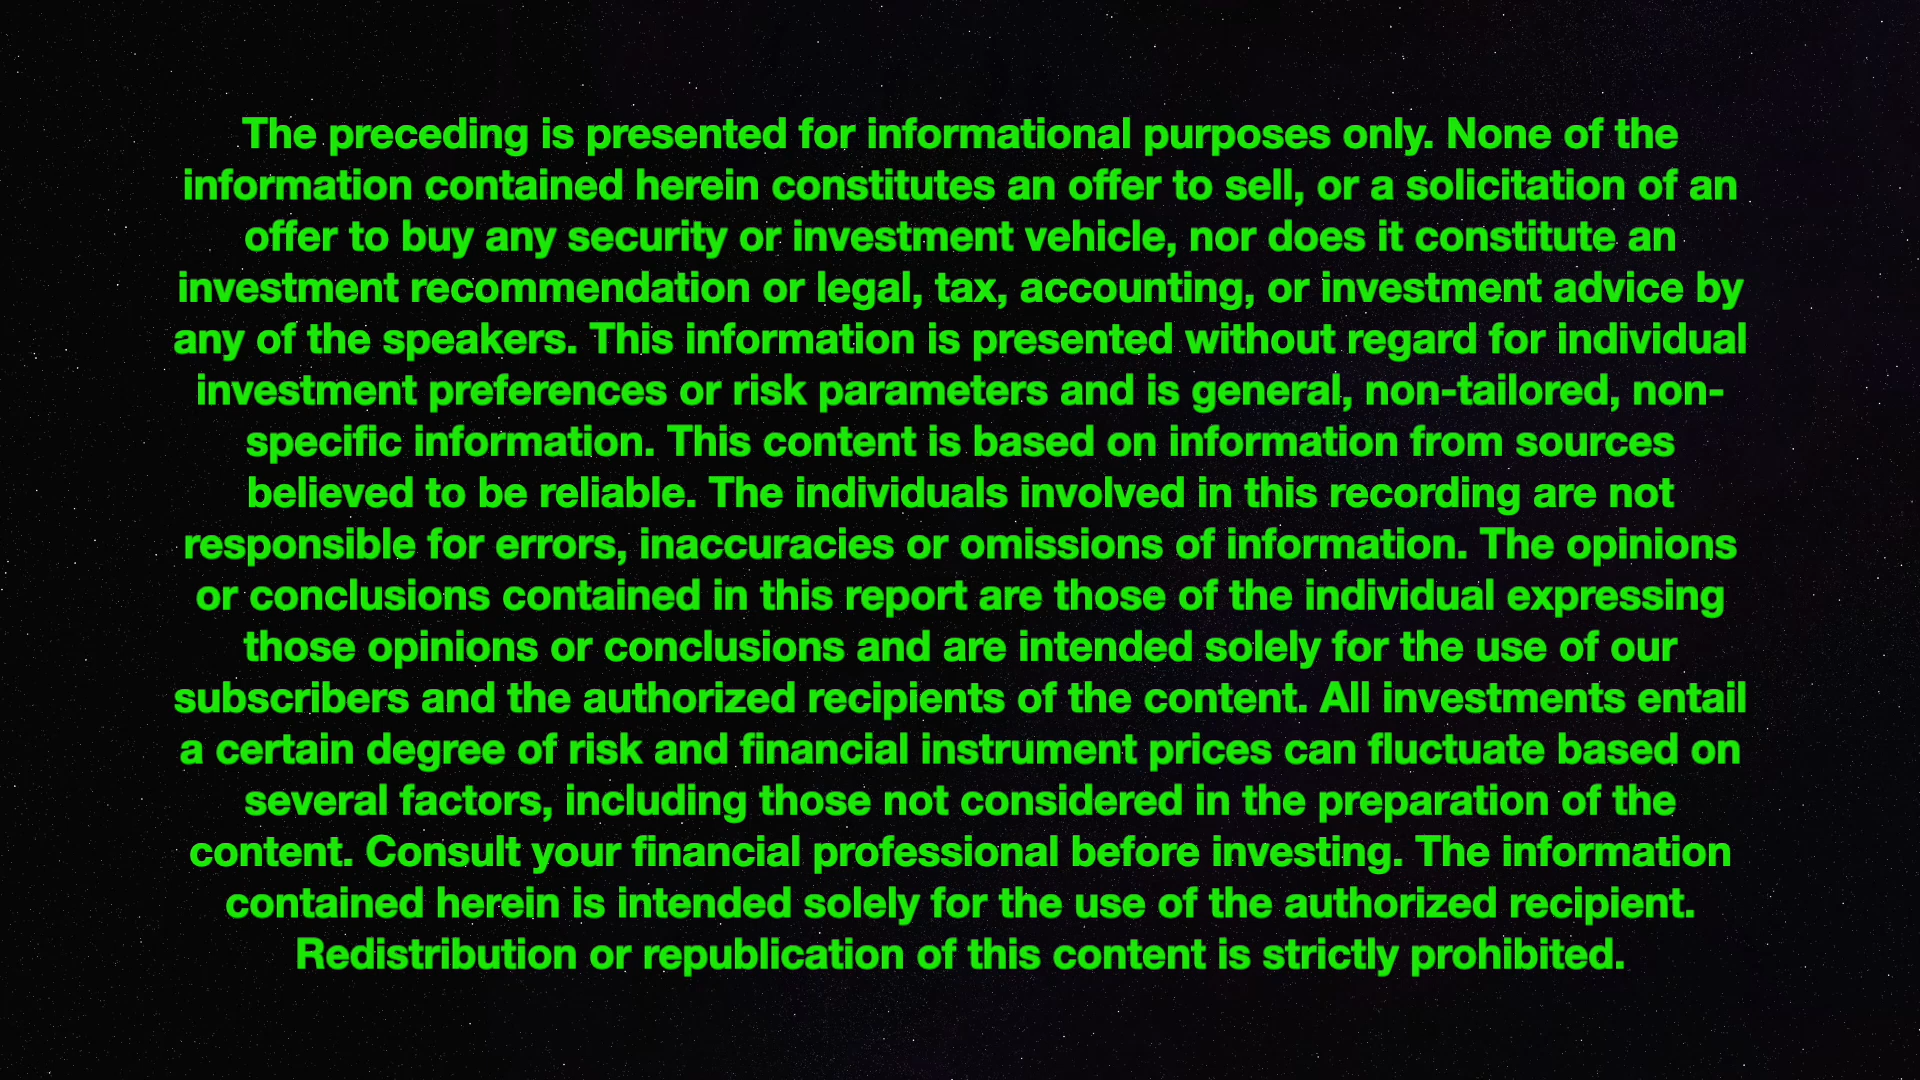 The preceding is presented for informational purposes only. None of the
information contained herein constitutes an offer to sell, or a solicitation of an
offer to buy any security or investment vehicle, nor does it constitute an
investment recommendation or legal, tax, accounting, or investment advice by
any of the speakers. This information is presented without regard for individual
investment preferences or risk parameters and is general, non-tailored, non-
specific information. This content is based on information from sources
believed to be reliable. The individuals involved in this recording are not
responsible for errors, inaccuracies or omissions of information. The opinions
or conclusions contained in this report are those of the individual expressing
those opinions or conclusions and are intended solely for the use of our
subscribers and the authorized recipients of the content. All investments entail
a certain degree of risk and financial instrument prices can fluctuate based on
several factors, including those not considered in the preparation of the
content. Consult your financial professional before investing. The information
contained herein is intended solely for the use of the authorized recipient.
Redistribution or republication of this content is strictly prohibited.